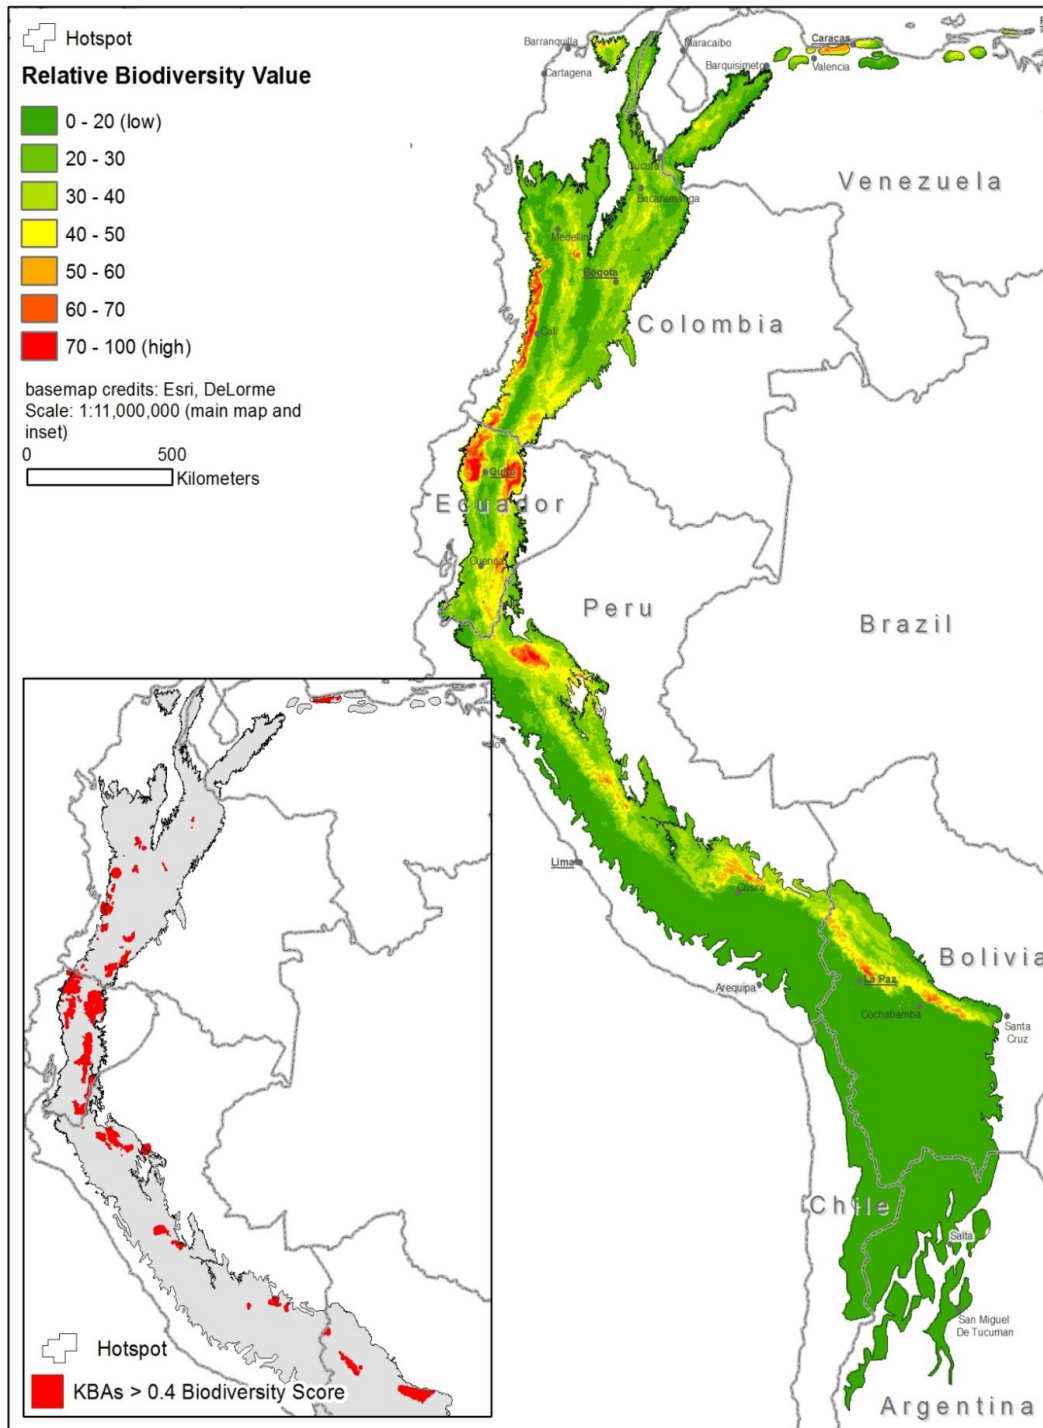 Hotspot
Relative Biodiversity Value
0 - 20 (low)
20 - 30
30 - 40
40 - 50
50 - 60
60 - 70
70 - 100 (high)
basemap credits: Esri, DeLorme
Scale: 1:11,000,000 (main map and
inset)
0 500
Kilometers
Barranquilla
Cartagena
Maracaibo
Caracas
Barquisimeto
Valencia
Cucuta
Bucaramanga
Venezuela
Medellin
Bogota
Cali
Colombia
Quito
Ecuador
Cuenca
Peru
Brazil
Lima
Cusco
Arequipa
La Paz
Bolivia
Cochabamba
Santa
Cruz
Chile
Salta
San Miguel
De Tucuman
Argentina
Hotspot
KBAs > 0.4 Biodiversity Score